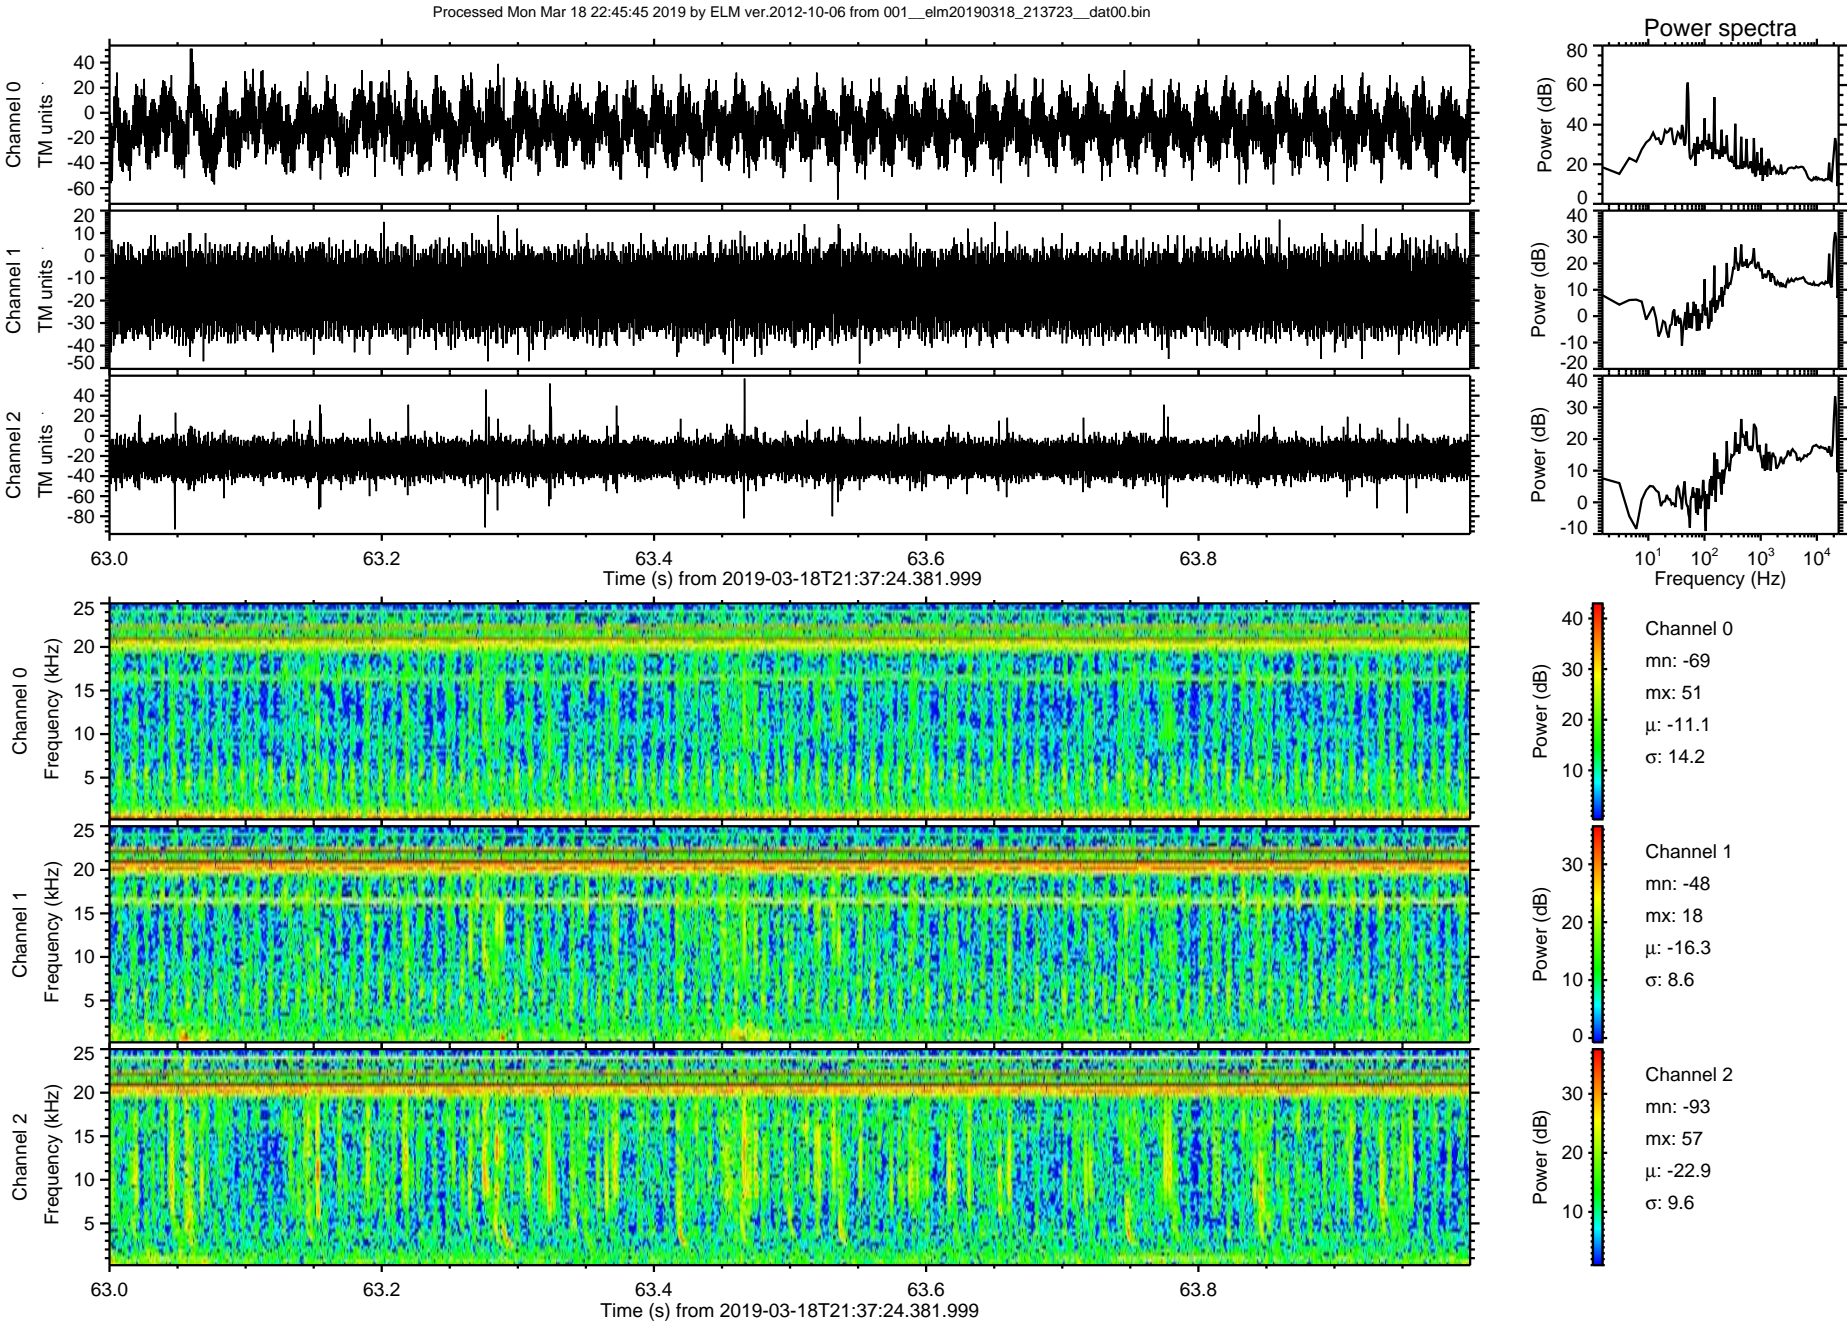 Processed Mon Mar 18 22:45:45 2019 by ELM ver.2012-10-06 from 001__elm20190318_213723__dat00.bin
Power spectra
Channel 0
TM units
40
20
0
-20
-40
-60
Power (dB)
80
60
40
20
0
Channel 1
TM units
20
10
0
-10
-20
-30
-40
-50
Power (dB)
40
30
20
10
0
-10
-20
Channel 2
TM units
40
20
0
-20
-40
-60
-80
Power (dB)
40
30
20
10
0
-10
63.0 63.2 63.4 63.6 63.8
Time (s) from 2019-03-18T21:37:24.381.999
10¹ 10² 10³ 10⁴
Frequency (Hz)
Channel 0
Frequency (kHz)
25
20
15
10
5
Power (dB)
40
30
20
10
Channel 0
mn: -69
mx: 51
μ: -11.1
σ: 14.2
Channel 1
Frequency (kHz)
25
20
15
10
5
Power (dB)
30
20
10
0
Channel 1
mn: -48
mx: 18
μ: -16.3
σ: 8.6
Channel 2
Frequency (kHz)
25
20
15
10
5
Power (dB)
30
20
10
Channel 2
mn: -93
mx: 57
μ: -22.9
σ: 9.6
63.0 63.2 63.4 63.6 63.8
Time (s) from 2019-03-18T21:37:24.381.999